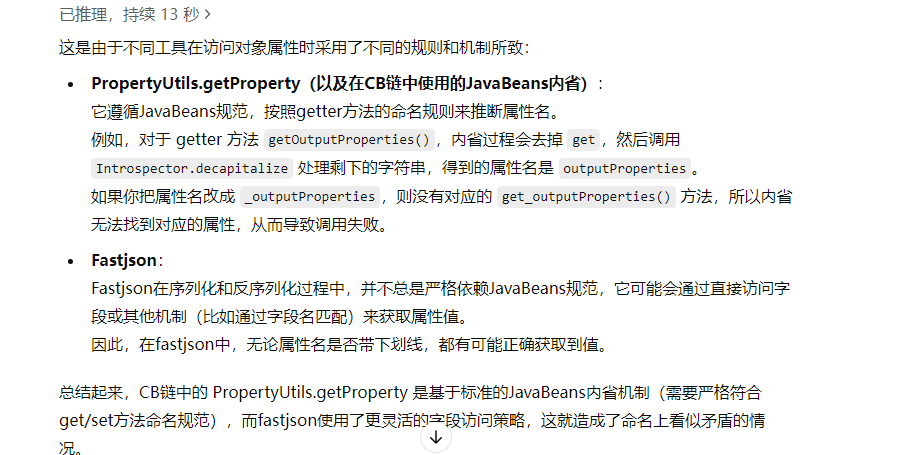 已推理，持续 13 秒 >
这是由于不同工具在访问对象属性时采用了不同的规则和机制所致：
• PropertyUtils.getProperty（以及在CB链中使用的JavaBeans内省）：
它遵循JavaBeans规范，按照getter方法的命名规则来推断属性名。
例如，对于 getter 方法 getOutputProperties() ，内省过程会去掉 get ，然后调用
Introspector.decapitalize 处理剩下的字符串，得到的属性名是 outputProperties 。
如果你把属性名改成 _outputProperties ，则没有对应的 get_outputProperties() 方法，所以内省
无法找到对应的属性，从而导致调用失败。
• Fastjson：
Fastjson在序列化和反序列化过程中，并不总是严格依赖JavaBeans规范，它可能会通过直接访问字
段或其他机制（比如通过字段名匹配）来获取属性值。
因此，在fastjson中，无论属性名是否带下划线，都有可能正确获取到值。
总结起来，CB链中的 PropertyUtils.getProperty 是基于标准的JavaBeans内省机制（需要严格符合
get/set方法命名规范），而fastjson使用了更灵活的字段访问策略，这就造成了命名上看似矛盾的情
况。